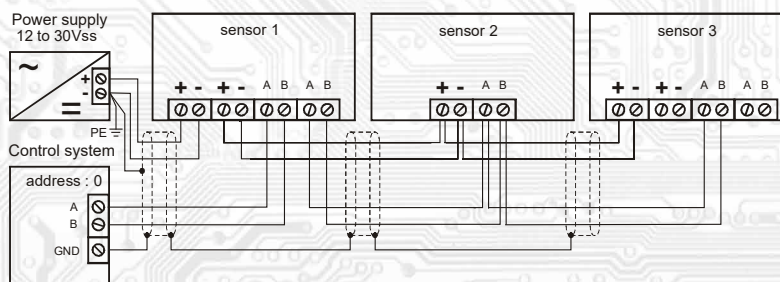 Power supply
12 to 30Vss
sensor 1
sensor 2
sensor 3
~
=
+
-
PE
+ - + - A B A B
+ - A B
+ - + - A B A B
Control system
address : 0
A
B
GND